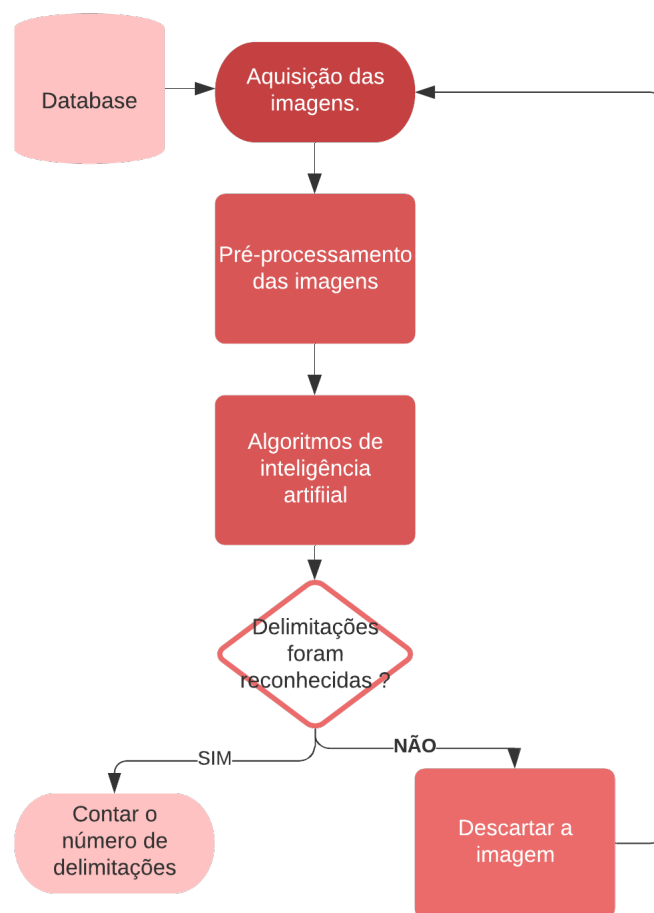 Database
Aquisição das
imagens.
Pré-processamento
das imagens
Algoritmos de
inteligência
artifiial
Delimitações
foram
reconhecidas ?
SIM
NÃO
Contar o
número de
delimitações
Descartar a
imagem